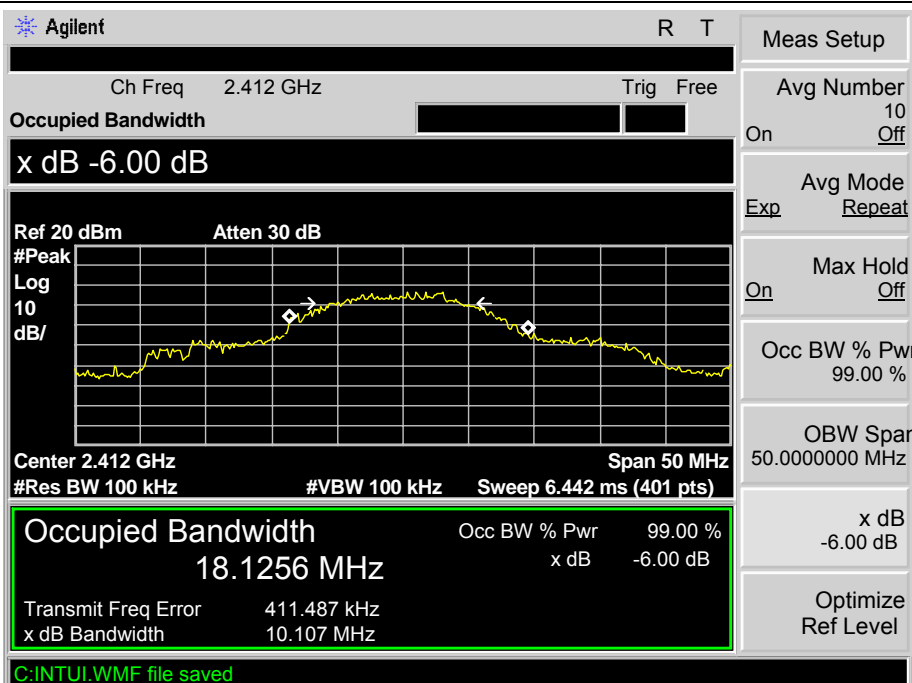 Agilent R T
Ch Freq 2.412 GHz Trig Free
Occupied Bandwidth
x dB -6.00 dB
Ref 20 dBm Atten 30 dB
#Peak
Log
10
dB/
Center 2.412 GHz Span 50 MHz
#Res BW 100 kHz #VBW 100 kHz Sweep 6.442 ms (401 pts)
Occupied Bandwidth Occ BW % Pwr 99.00 %
18.1256 MHz x dB -6.00 dB
Transmit Freq Error 411.487 kHz
x dB Bandwidth 10.107 MHz
C:INTUI.WMF file saved
Meas Setup
Avg Number
10
On Off
Avg Mode
Exp Repeat
Max Hold
On Off
Occ BW % Pwr
99.00 %
OBW Span
50.0000000 MHz
x dB
-6.00 dB
Optimize
Ref Level